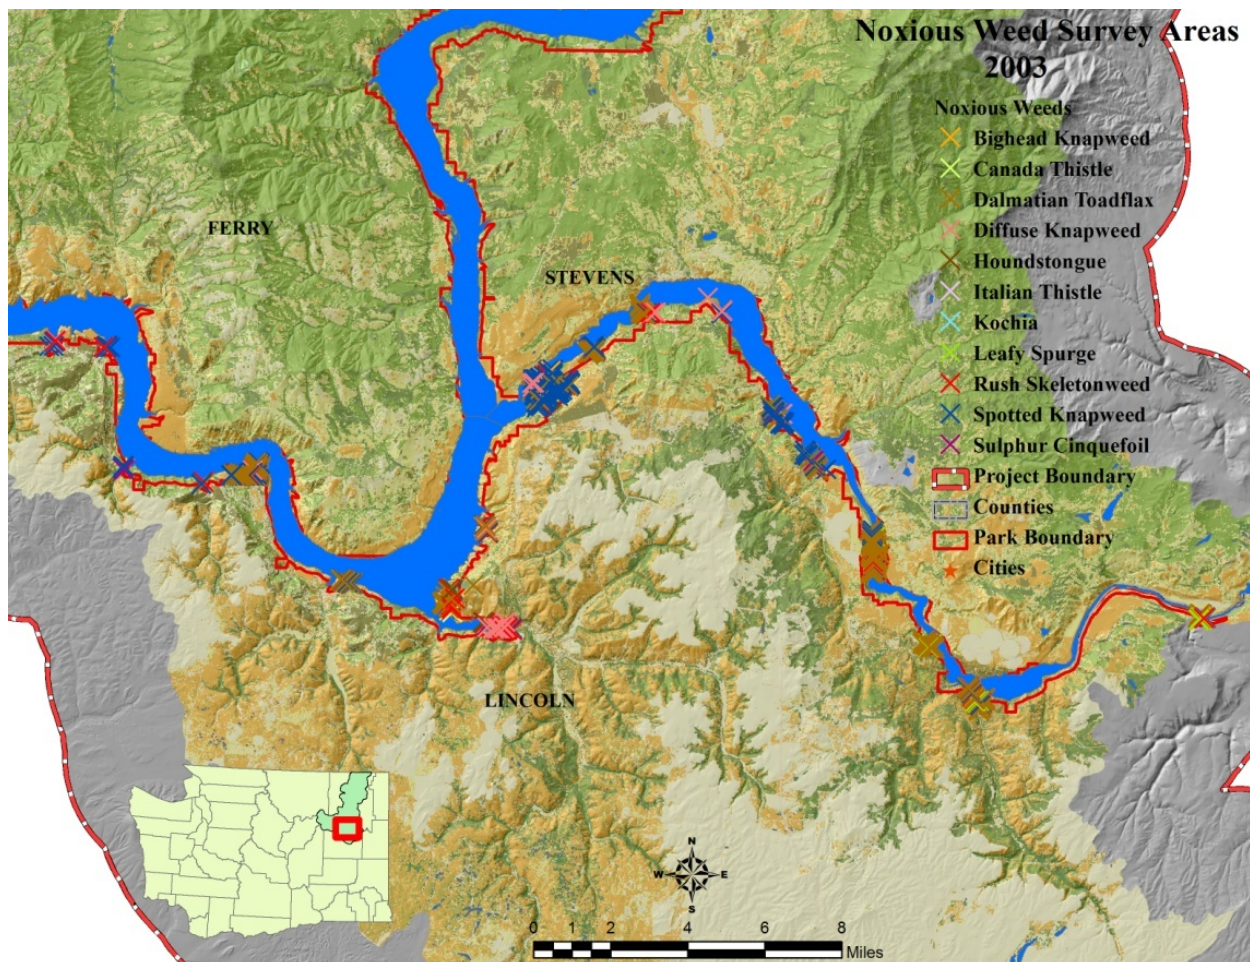 Noxious Weed Survey Areas
2003
Noxious Weeds
Bighead Knapweed
Canada Thistle
Dalmatian Toadflax
Diffuse Knapweed
Houndstongue
Italian Thistle
Kochia
Leafy Spurge
Rush Skeletonweed
Spotted Knapweed
Sulphur Cinquefoil
Project Boundary
Counties
Park Boundary
Cities
FERRY
STEVENS
LINCOLN
N
W E
S
0 1 2 4 6 8
Miles